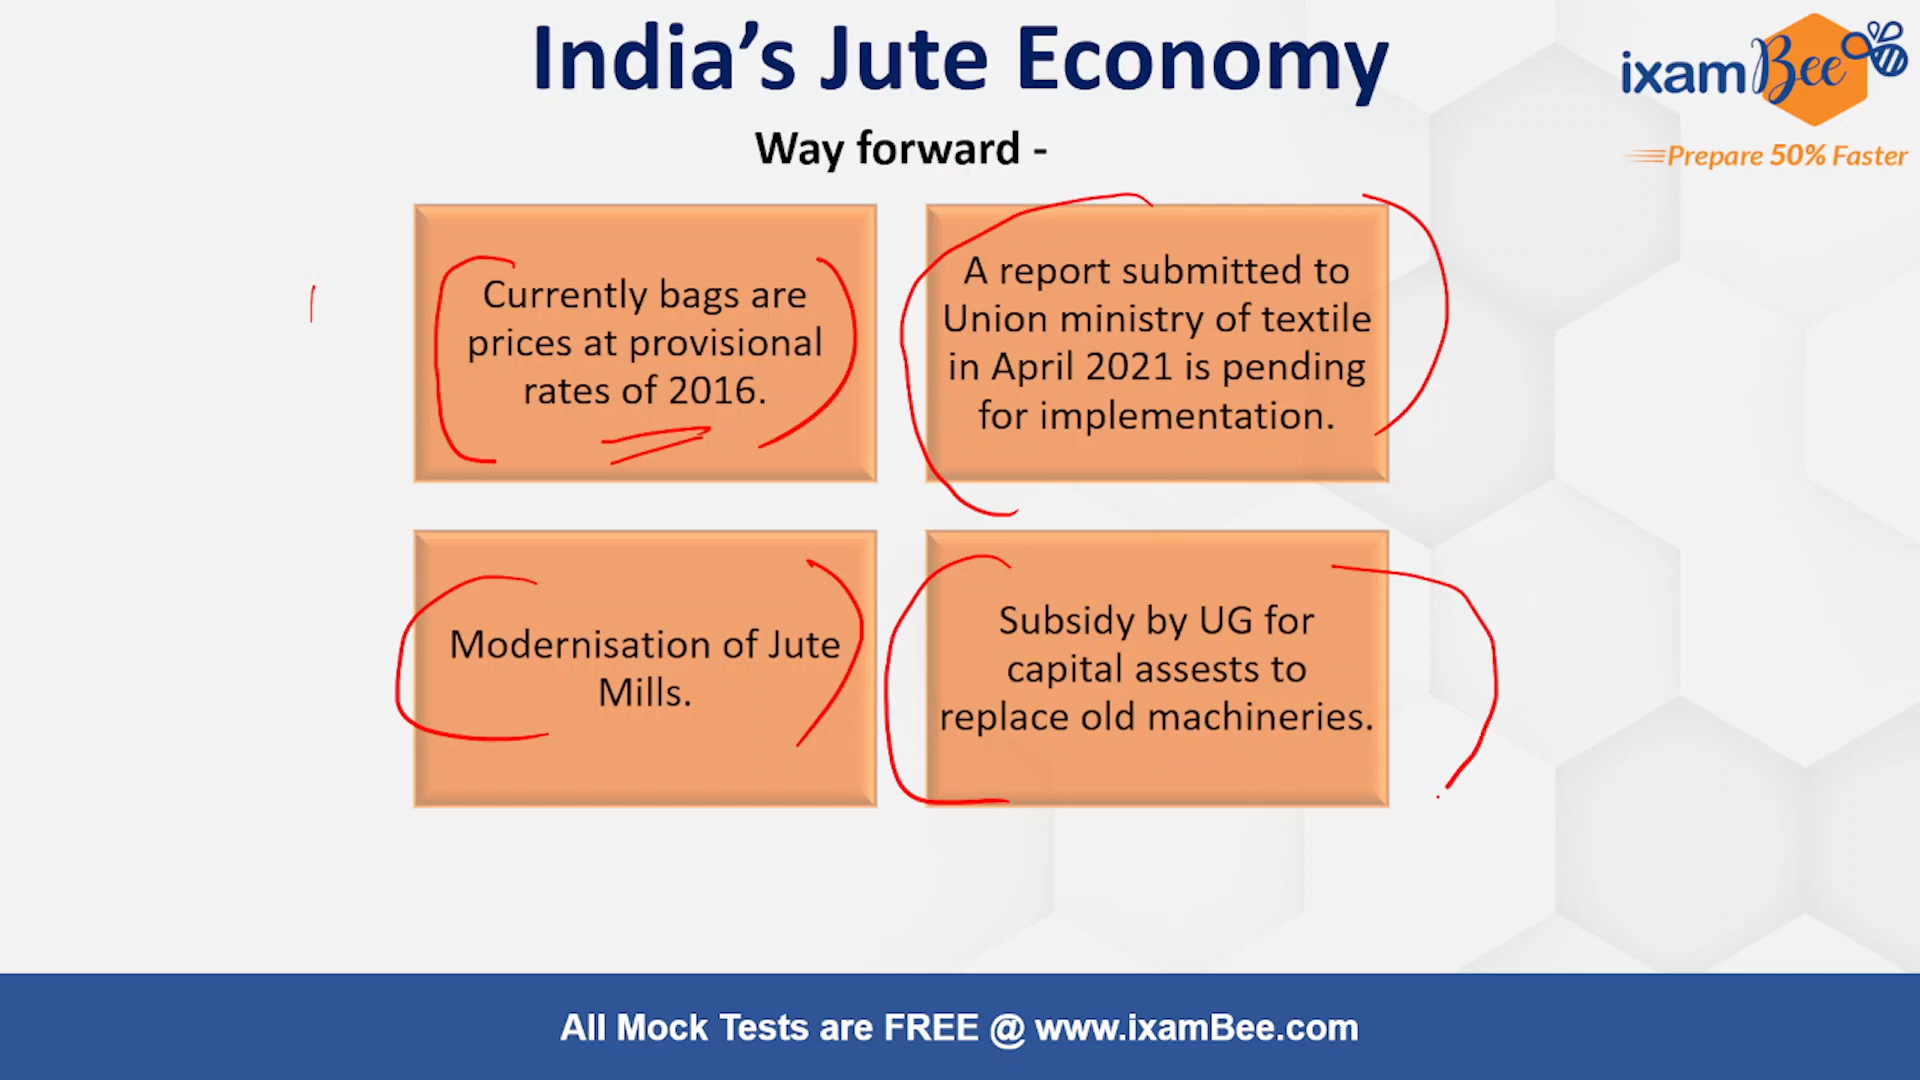 India's Jute Economy
ixamBee
Prepare 50% Faster
Way forward -
Currently bags are
prices at provisional
rates of 2016.
A report submitted to
Union ministry of textile
in April 2021 is pending
for implementation.
Modernisation of Jute
Mills.
Subsidy by UG for
capital assests to
replace old machineries.
All Mock Tests are FREE @ www.ixamBee.com